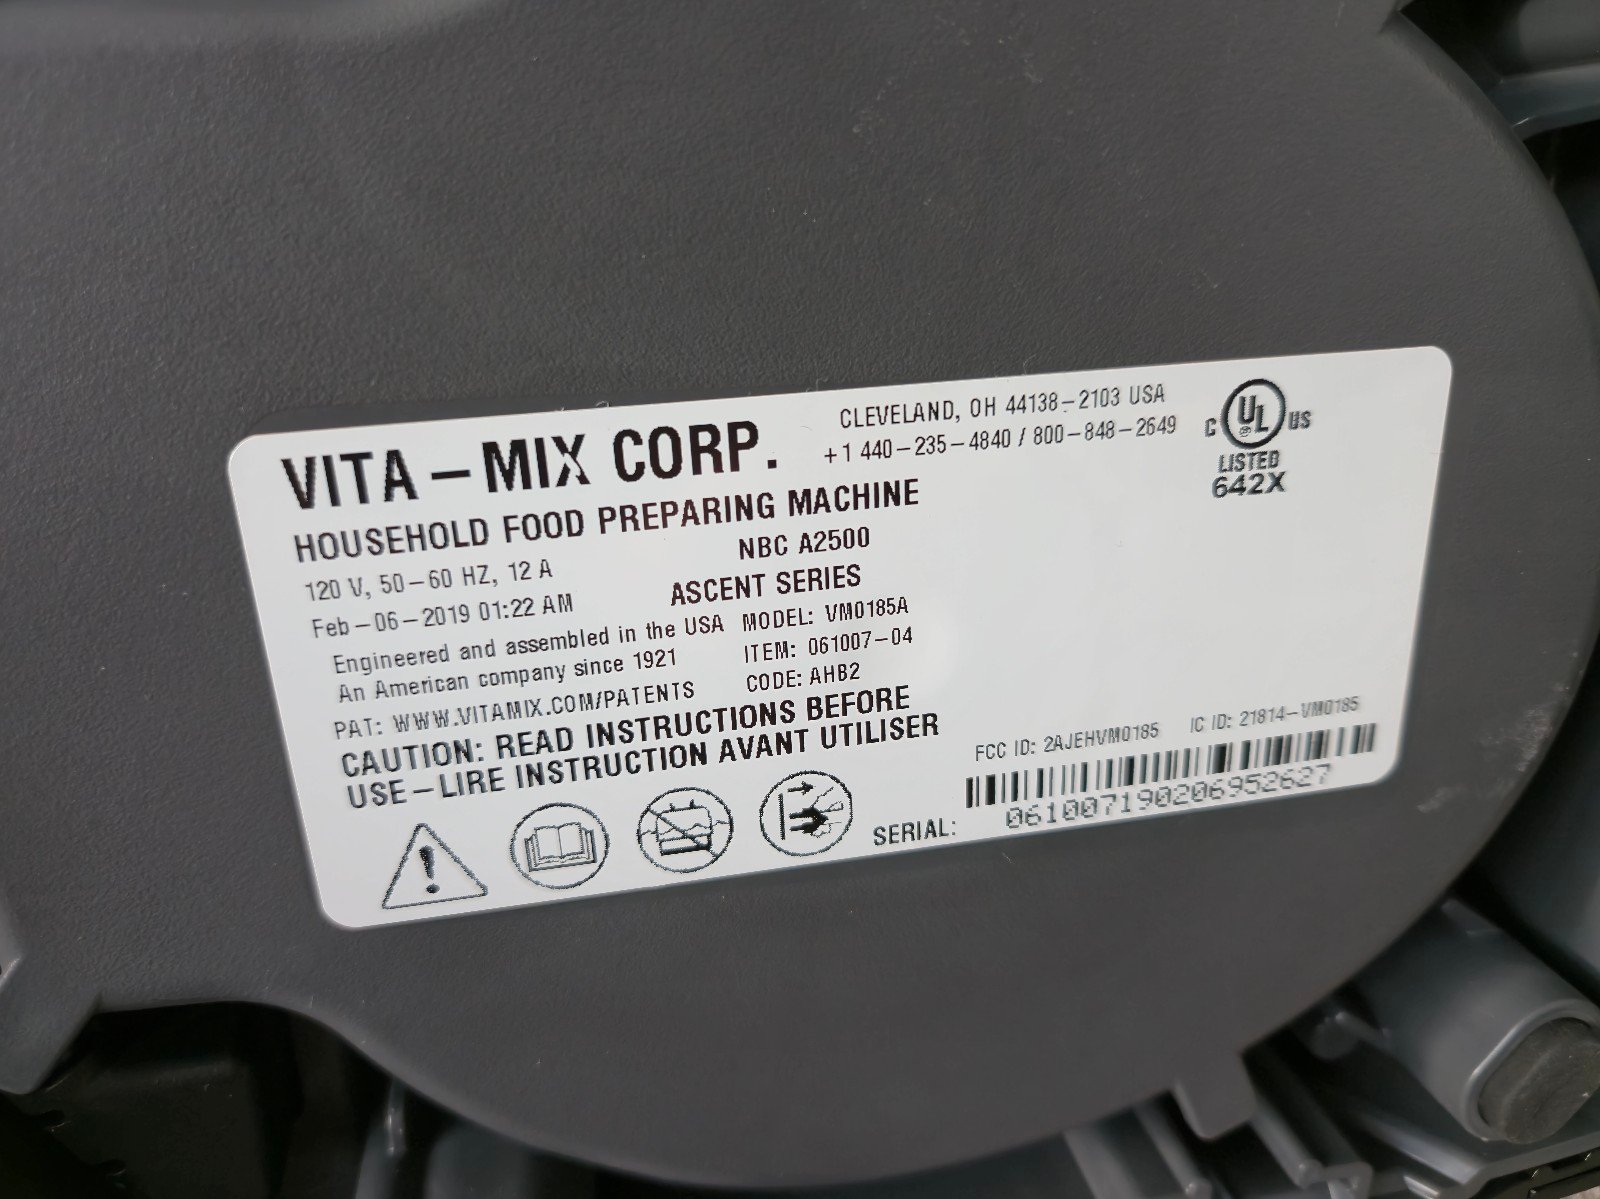 VITA-MIX CORP.
CLEVELAND, OH 44138-2103 USA
+1 440-235-4840 / 800-848-2649
C UL US
LISTED
642X
HOUSEHOLD FOOD PREPARING MACHINE
120 V, 50-60 HZ, 12 A
NBC A2500
Feb-06-2019 01:22 AM
ASCENT SERIES
Engineered and assembled in the USA
MODEL: VM0185A
An American company since 1921
ITEM: 061007-04
PAT: WWW.VITAMIX.COM/PATENTS
CODE: AHB2
CAUTION: READ INSTRUCTIONS BEFORE
USE-LIRE INSTRUCTION AVANT UTILISER
FCC ID: 2AJEHVM0185
IC ID: 21814-VM0185
SERIAL:
061007190206952627